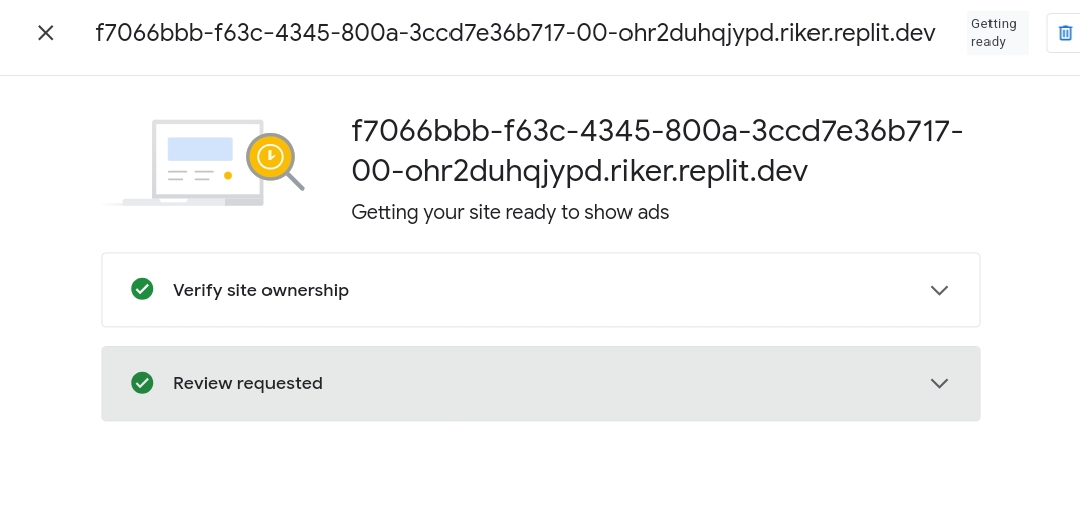 f7066bbb-f63c-4345-800a-3ccd7e36b717-00-ohr2duhqjypd.riker.replit.dev
Getting
ready
f7066bbb-f63c-4345-800a-3ccd7e36b717-
00-ohr2duhqjypd.riker.replit.dev
Getting your site ready to show ads
Verify site ownership
Review requested